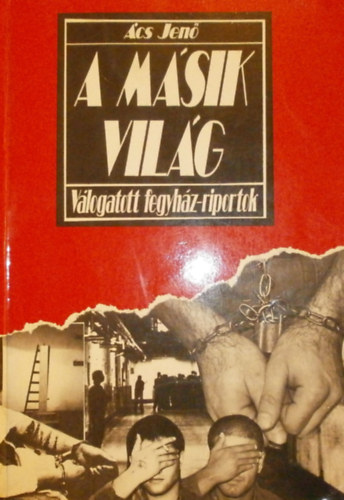 Ács Jenő
A MÁSIK
VILÁG
Válogatott fegyház-riportok